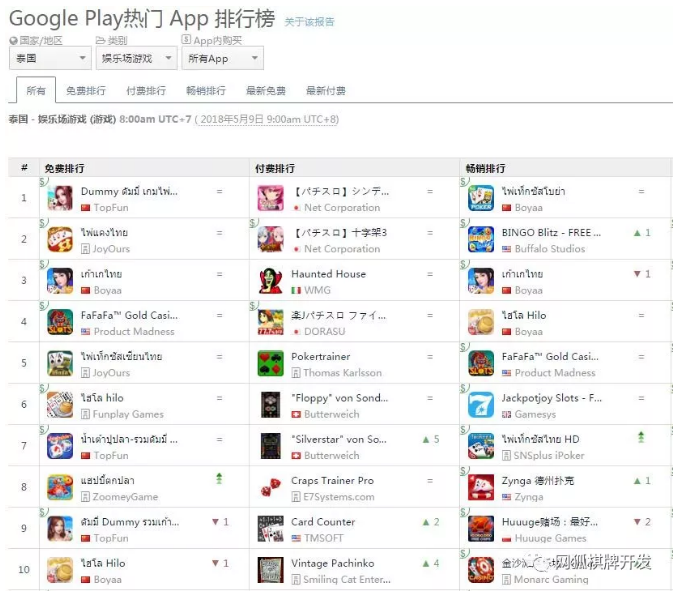 Google Play热门 App 排行榜 关于该报告
国家/地区 类别 App内购买
泰国 娱乐场游戏 所有App
所有 免费排行 付费排行 畅销排行 最新免费 最新付费
泰国 - 娱乐场游戏 (游戏) 8:00am UTC+7 ( 2018年5月9日 9:00am UTC+8)
# 免费排行 付费排行 畅销排行
1 Dummy ดัมมี่ เกมไพ่... = 【パチスロ】シンデ... = ไพ่เท็กซัสโบย่า =
TopFun Net Corporation Boyaa
2 ไพ่แคงไทย = 【パチスロ】十字架3 = BINGO Blitz - FREE ... ▲ 1
JoyOurs Net Corporation Buffalo Studios
3 เก้าเกไทย = Haunted House = เก้าเกไทย ▼ 1
Boyaa WMG Boyaa
4 FaFaFa™ Gold Casi... = 楽Jパチスロ ファイ... = ไฮโล Hilo =
Product Madness DORASU Boyaa
5 ไพ่เท็กซัสเซียนไทย = Pokertrainer = FaFaFa™ Gold Casi... =
JoyOurs Thomas Karlsson Product Madness
6 ไฮโล hilo = "Floppy" von Sond... = Jackpotjoy Slots - F... =
Funplay Games Butterweich Gamesys
7 น้ำเต้าปูปลา-รวมดัมมี่ ... = "Silverstar" von So... ▲ 5 ไพ่เท็กซัสไทย HD
TopFun Butterweich SNSplus iPoker
8 แฮปปี้ตกปลา Craps Trainer Pro = Zynga 德州扑克 ▲ 1
ZoomeyGame E7Systems.com Zynga
9 ดัมมี่ Dummy รวมเก้า... ▼ 1 Card Counter ▲ 2 Huuuge赌场：最好... ▼ 2
TopFun TMSOFT Huuuge Games
10 ไฮโล Hilo ▼ 1 Vintage Pachinko ▲ 4 金沙
Boyaa Smiling Cat Enter... Monarc Gaming
网狐棋牌开发